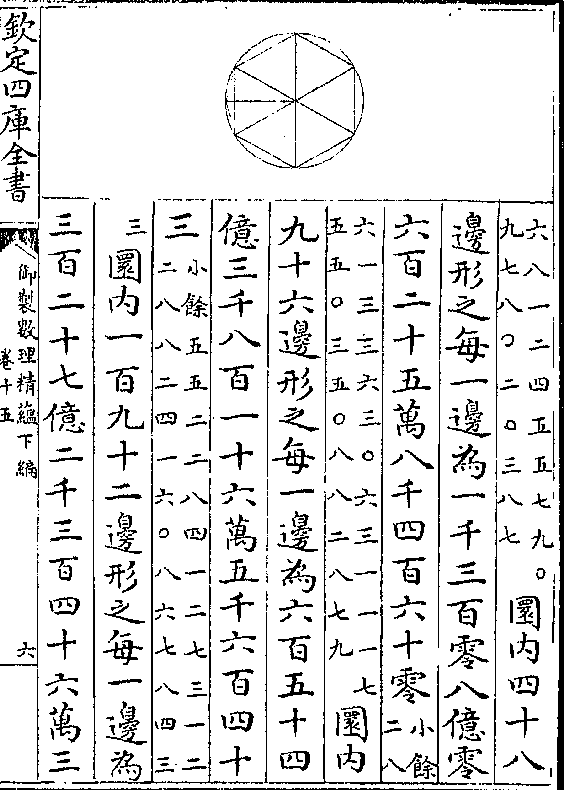 六八一二四五五七九〇
九七八〇二〇三八七
圜内四十八
邊形之每一邊為一千三百零八億零
六百二十五萬八千四百六十零
小餘
二八
六一三三六三〇六三一一一七
五五〇三五〇八八二八七九
圜内
九十六邊形之每一邊為六百五十四
億三千八百一十六萬五千六百四十
三
小餘五五二二八四一二七三一二
二八八二四一六〇八六七八四三
三
圜内一百九十二邊形之每一邊為
三百二十七億二千三百四十六萬三
欽定四庫全書
御製數理精藴下編
卷十五
六